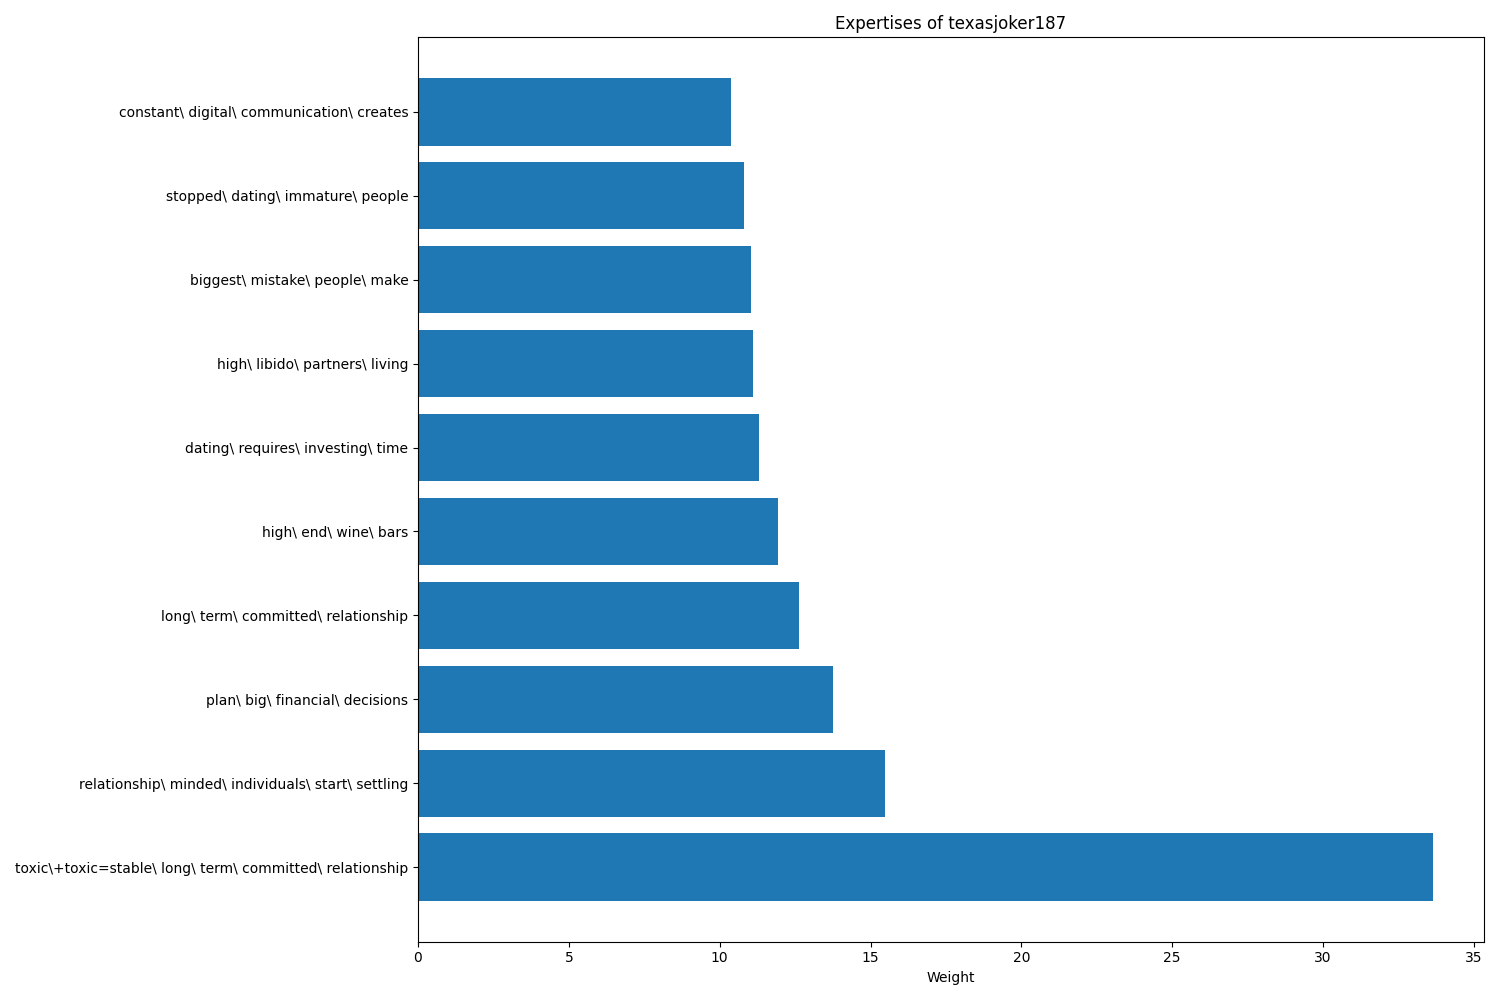 Expertises of texasjoker187
constant\ digital\ communication\ creates
stopped\ dating\ immature\ people
biggest\ mistake\ people\ make
high\ libido\ partners\ living
dating\ requires\ investing\ time
high\ end\ wine\ bars
long\ term\ committed\ relationship
plan\ big\ financial\ decisions
relationship\ minded\ individuals\ start\ settling
toxic\+toxic=stable\ long\ term\ committed\ relationship
0 5 10 15 20 25 30 35
Weight